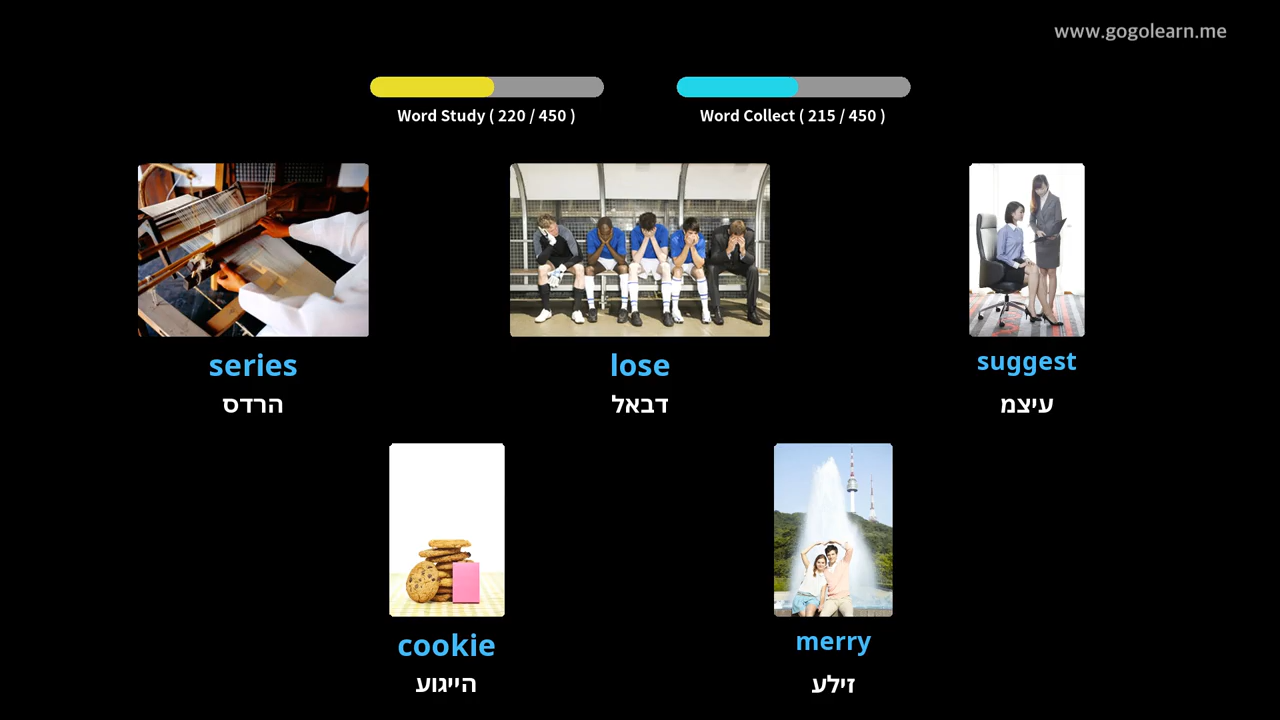 www.gogolearn.me
Word Study ( 220 / 450 )
Word Collect ( 215 / 450 )
series
הרדס
lose
דבאל
suggest
עיצמ
cookie
הייגוע
merry
זילע